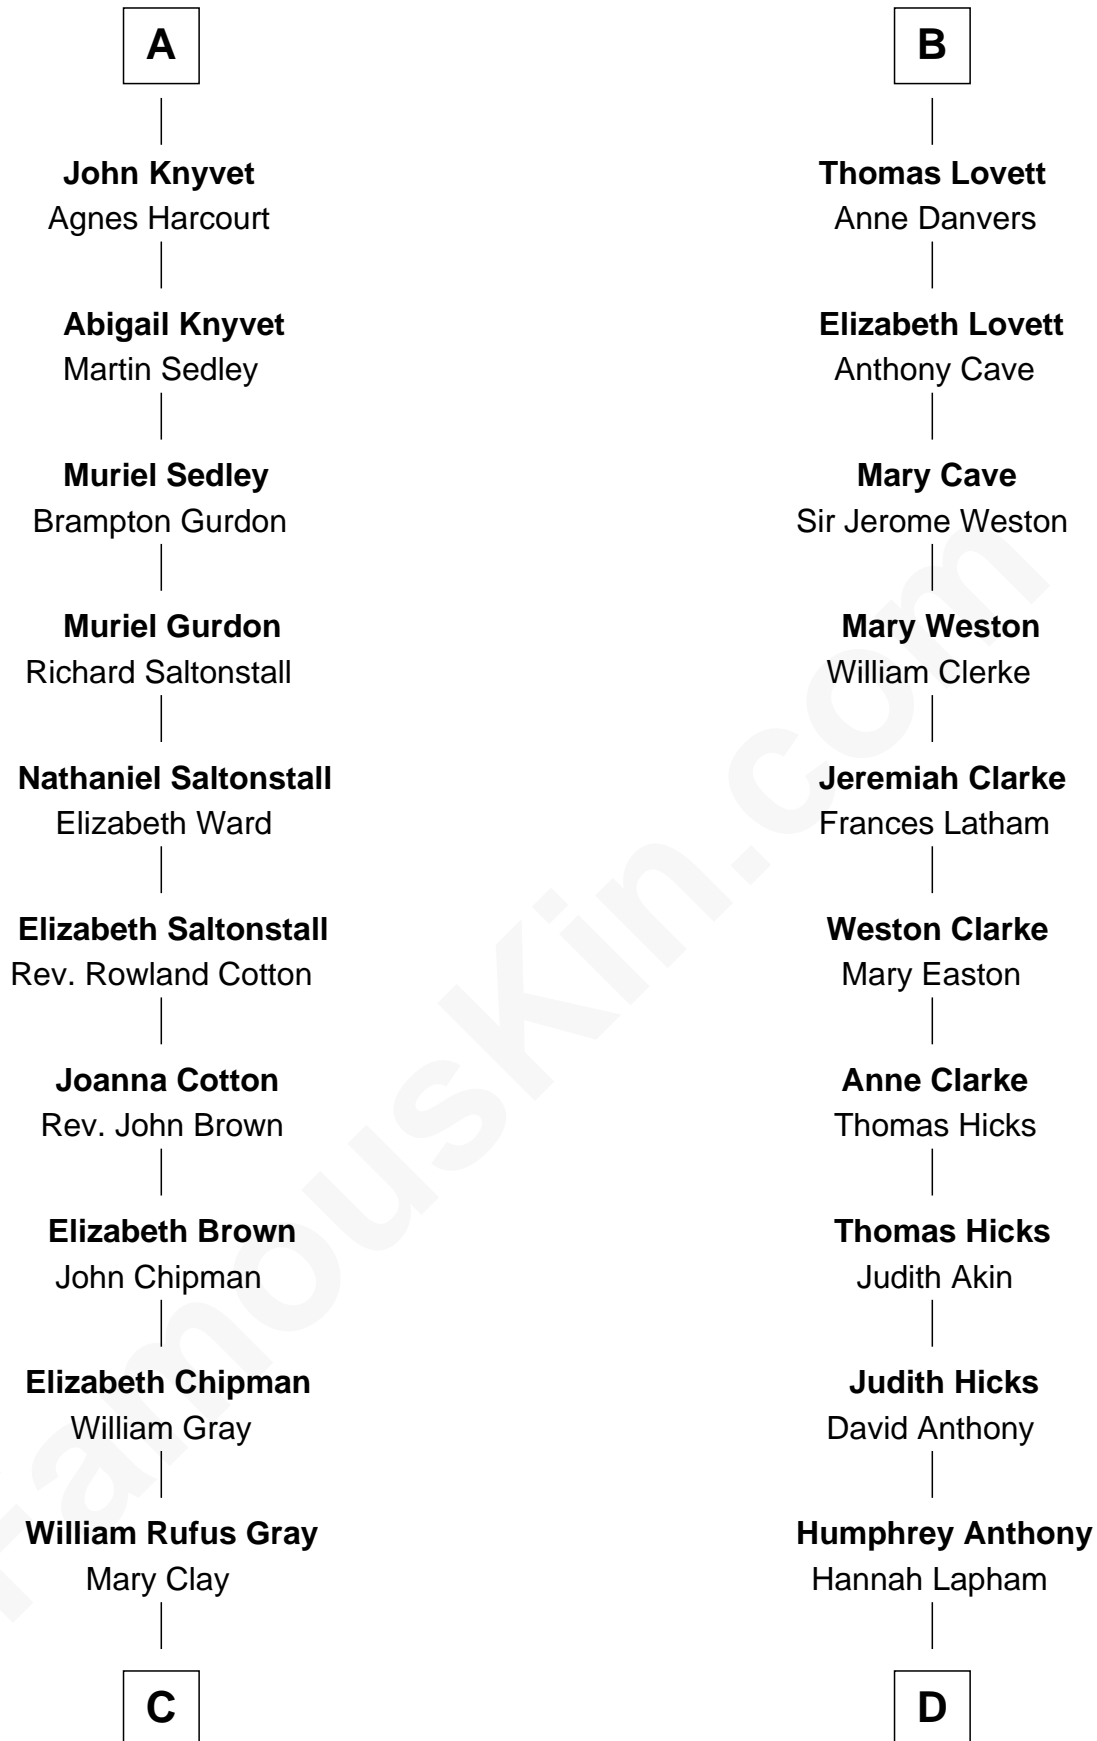 A
John Knyvet
Agnes Harcourt
Abigail Knyvet
Martin Sedley
Muriel Sedley
Brampton Gurdon
Muriel Gurdon
Richard Saltonstall
Nathaniel Saltonstall
Elizabeth Ward
Elizabeth Saltonstall
Rev. Rowland Cotton
Joanna Cotton
Rev. John Brown
Elizabeth Brown
John Chipman
Elizabeth Chipman
William Gray
William Rufus Gray
Mary Clay
C
B
Thomas Lovett
Anne Danvers
Elizabeth Lovett
Anthony Cave
Mary Cave
Sir Jerome Weston
Mary Weston
William Clerke
Jeremiah Clarke
Frances Latham
Weston Clarke
Mary Easton
Anne Clarke
Thomas Hicks
Thomas Hicks
Judith Akin
Judith Hicks
David Anthony
Humphrey Anthony
Hannah Lapham
D
FamousKin.com